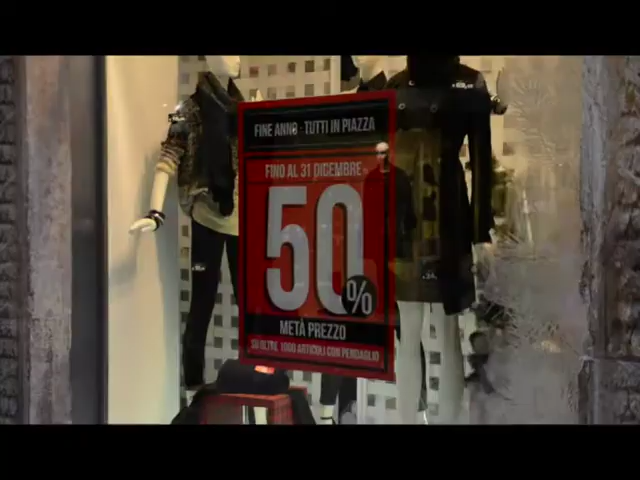 FINE ANNO - TUTTI IN PIAZZA
FINO AL 31 DICEMBRE
50%
METÀ PREZZO
SU OLTRE 1000 ARTICOLI CON PENDAGLIO